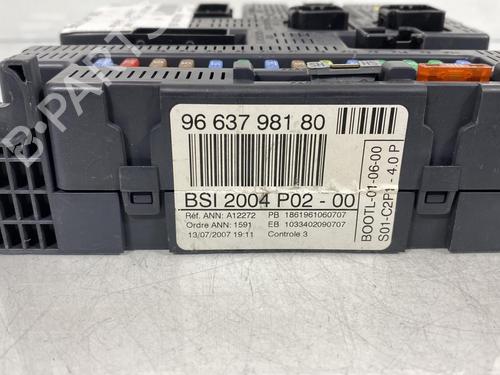 B-PARTS
96 637 981 80
BSI 2004 P02 - 00
Réf. ANN: A12272 PB 1861961060707
Ordre ANN: 1591 EB 1033402090707
13/07/2007 19:11 Controle 3
BOOTL-01-06-00
S01-C2P1 - 4.0 P